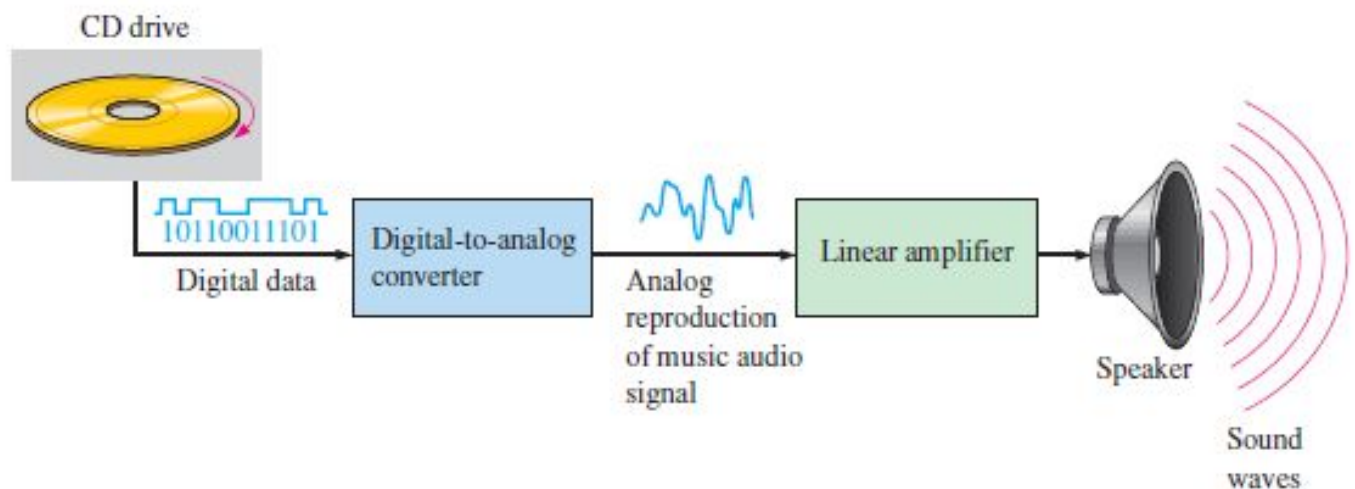 CD drive
10110011101
Digital data
Digital-to-analog
converter
Analog
reproduction
of music audio
signal
Linear amplifier
Speaker
Sound
waves